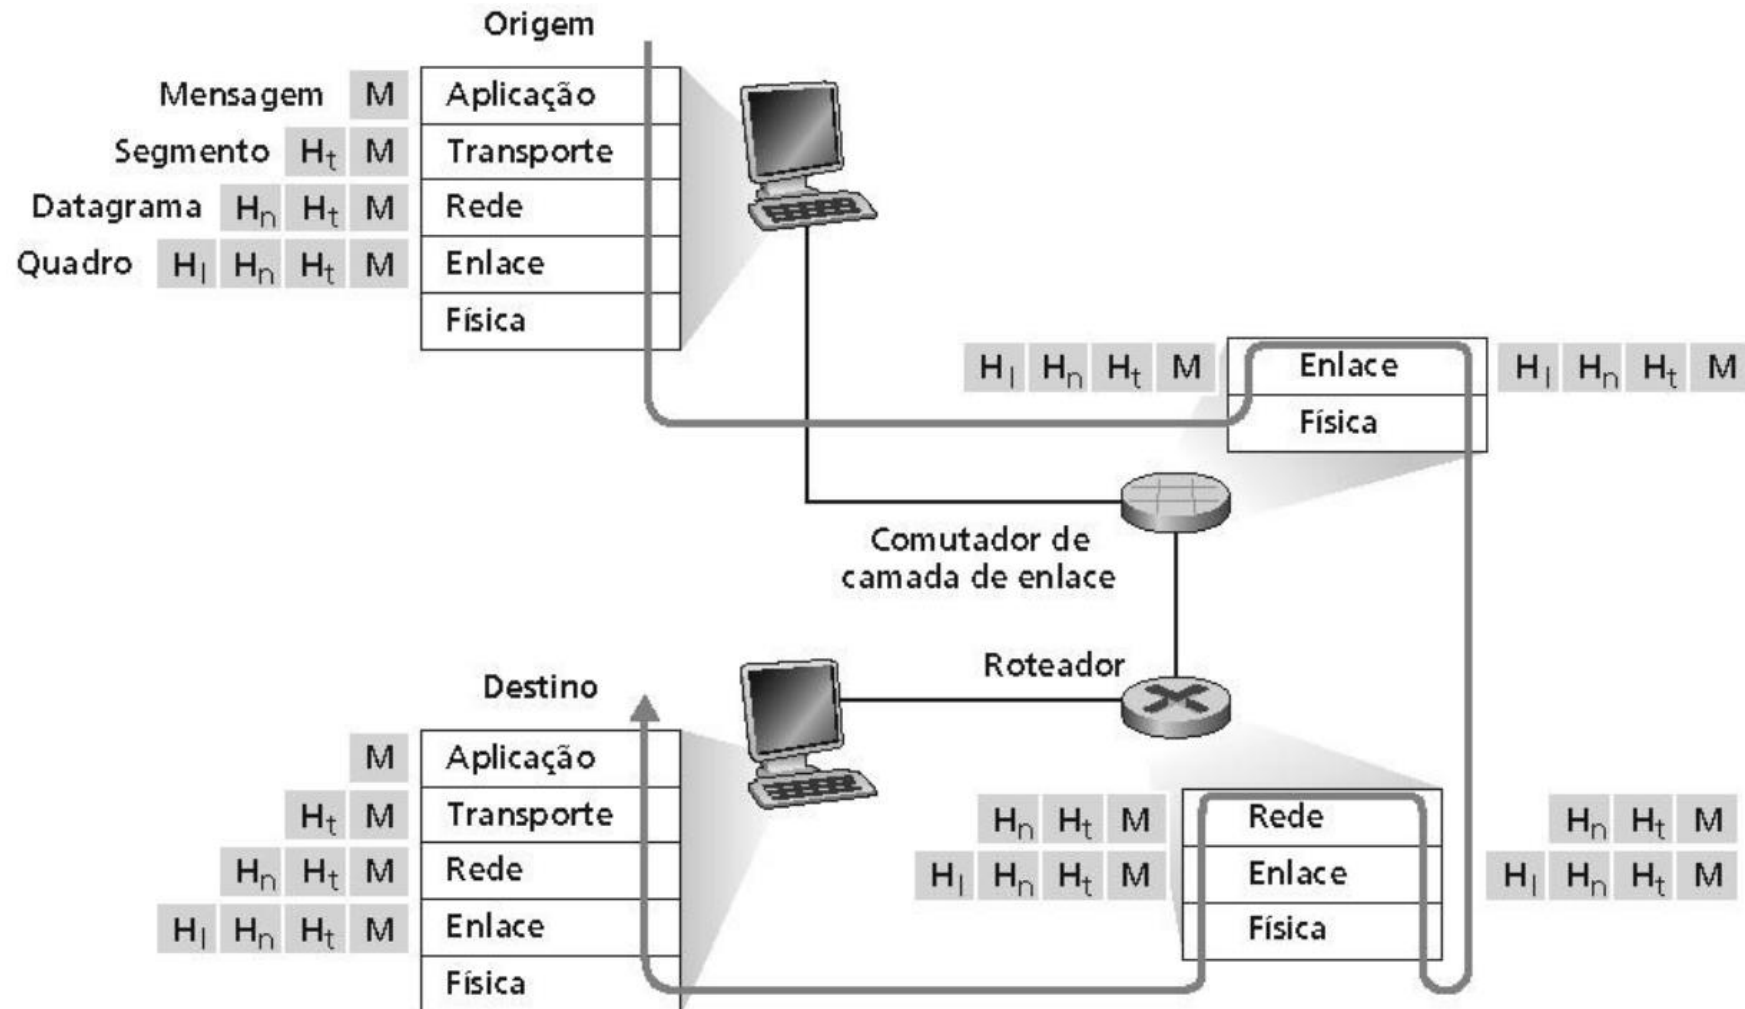 Origem
Mensagem M Aplicação
Segmento Ht M Transporte
Datagrama Hn Ht M Rede
Quadro Hl Hn Ht M Enlace
Física
Hl Hn Ht M Enlace Hl Hn Ht M
Física
Comutador de
camada de enlace
Roteador
Destino
M Aplicação
Ht M Transporte
Hn Ht M Rede
Hl Hn Ht M Enlace
Física
Hn Ht M Rede Hn Ht M
Hl Hn Ht M Enlace Hl Hn Ht M
Física